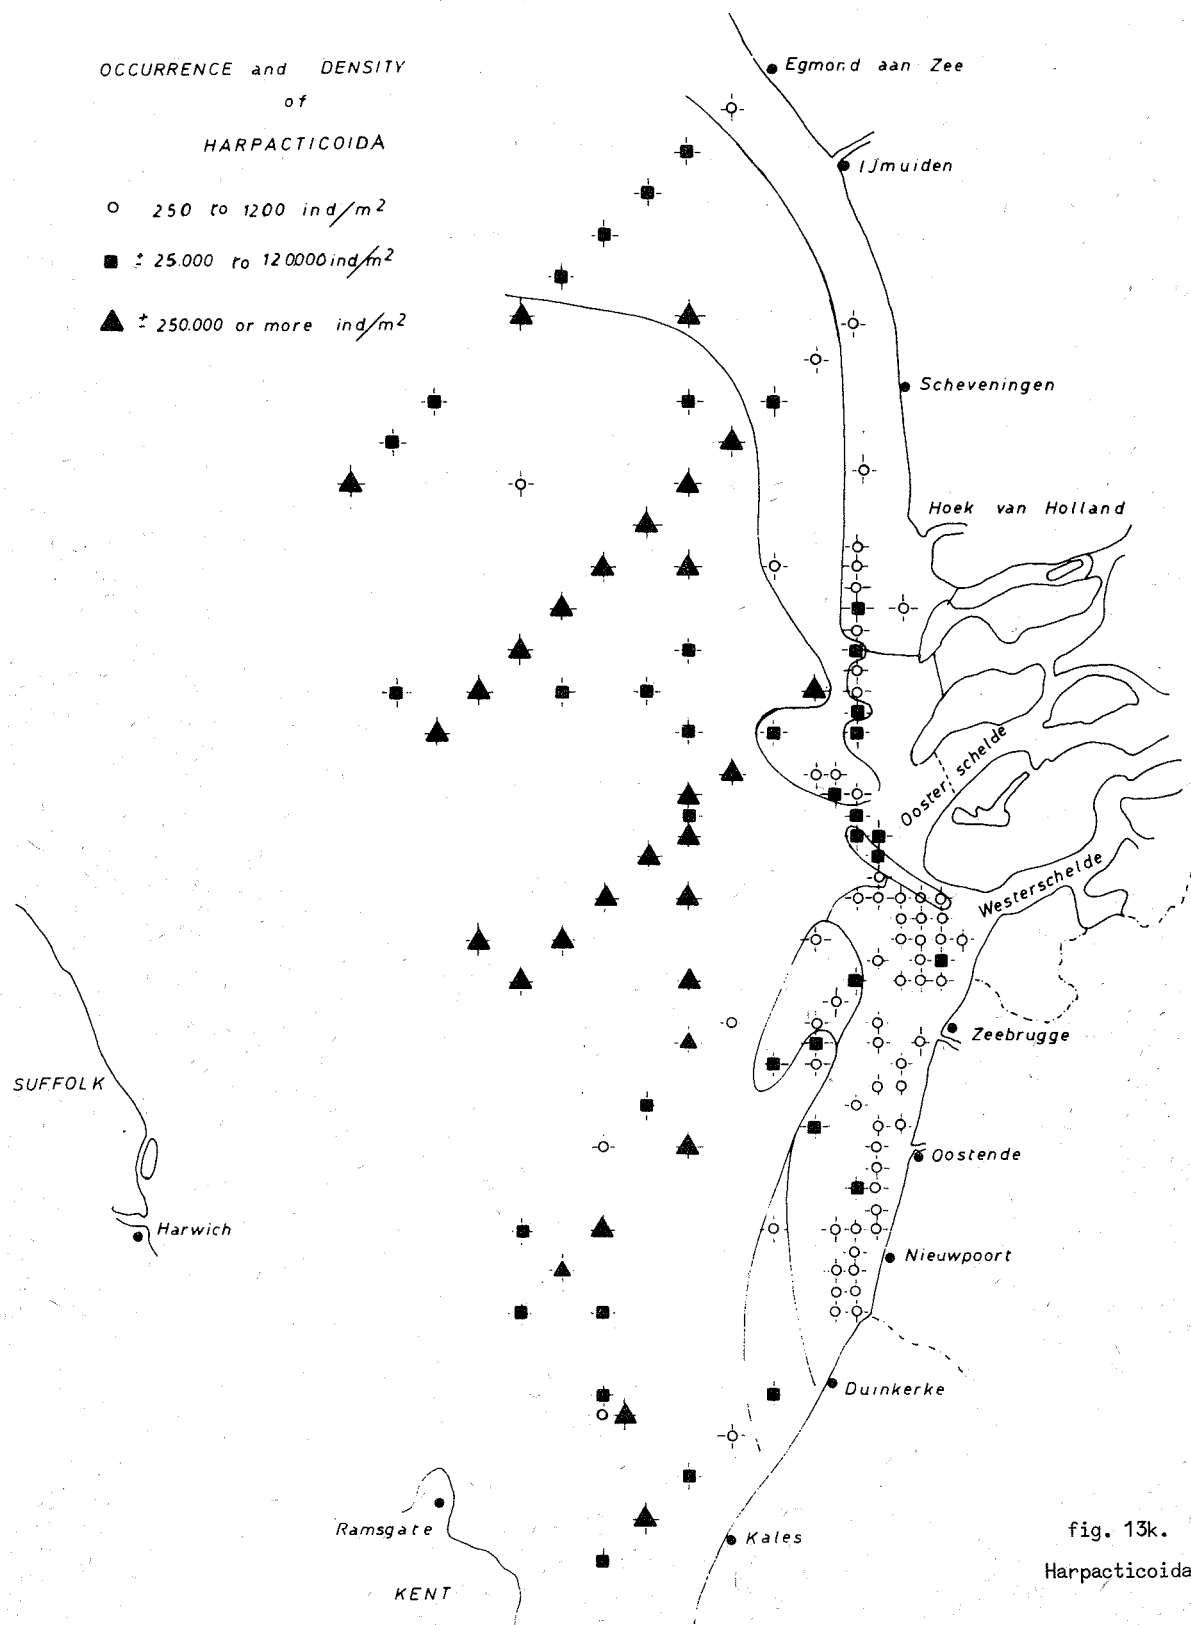 OCCURRENCE and DENSITY
of
HARPACTICOIDA
250 to 1200 ind/m²
± 25.000 to 120000 ind/m²
± 250.000 or more ind/m²
Egmond aan Zee
IJmuiden
Scheveningen
Hoek van Holland
Ooster schelde
Westerschelde
Zeebrugge
SUFFOLK
Oostende
Harwich
Nieuwpoort
Duinkerke
Ramsgate
Kales
KENT
fig. 13k.
Harpacticoida